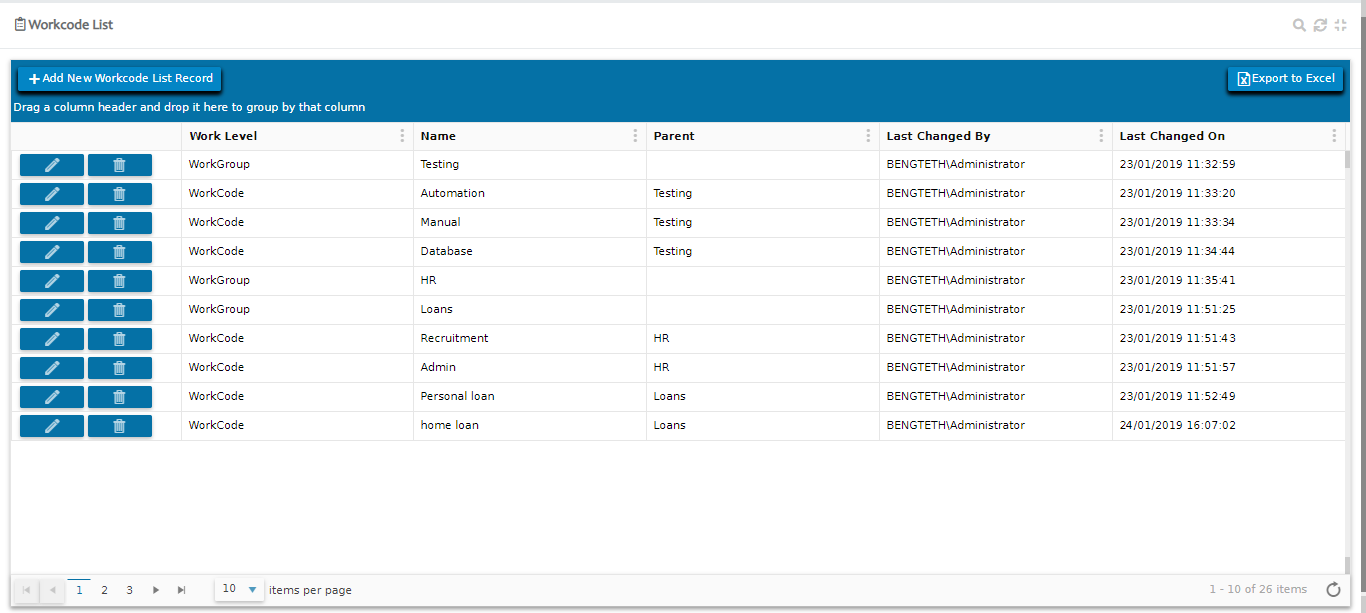 Workcode List
Add New Workcode List Record Export to Excel
Drag a column header and drop it here to group by that column
Work Level Name Parent Last Changed By Last Changed On
WorkGroup Testing BENGTETH\Administrator 23/01/2019 11:32:59
WorkCode Automation Testing BENGTETH\Administrator 23/01/2019 11:33:20
WorkCode Manual Testing BENGTETH\Administrator 23/01/2019 11:33:34
WorkCode Database Testing BENGTETH\Administrator 23/01/2019 11:34:44
WorkGroup HR BENGTETH\Administrator 23/01/2019 11:35:41
WorkGroup Loans BENGTETH\Administrator 23/01/2019 11:51:25
WorkCode Recruitment HR BENGTETH\Administrator 23/01/2019 11:51:43
WorkCode Admin HR BENGTETH\Administrator 23/01/2019 11:51:57
WorkCode Personal loan Loans BENGTETH\Administrator 23/01/2019 11:52:49
WorkCode home loan Loans BENGTETH\Administrator 24/01/2019 16:07:02
1 2 3 10 items per page 1 - 10 of 26 items